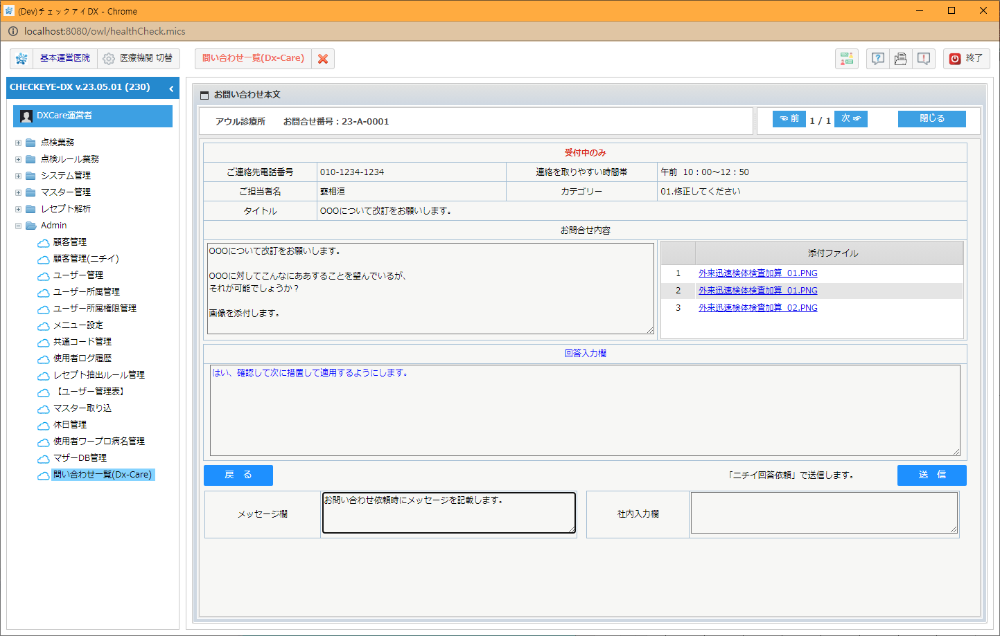 (Dev)チェックアイDX - Chrome
localhost:8080/owl/healthCheck.mics
基本運営医院
医療機関 切替
問い合わせ一覧(Dx-Care)
終了
CHECKEYE-DX v.23.05.01 (230)
DXCare運営者
点検業務
点検ルール業務
システム管理
マスター管理
レセプト解析
Admin
顧客管理
顧客管理(ニチイ)
ユーザー管理
ユーザー所属管理
ユーザー所属権限管理
メニュー設定
共通コード管理
使用者ログ履歴
レセプト抽出ルール管理
【ユーザー管理表】
マスター取り込
休日管理
使用者ワープロ病名管理
マザーDB管理
問い合わせ一覧(Dx-Care)
お問い合わせ本文
アウル診療所 お問合せ番号 : 23-A-0001
前 1 / 1 次
閉じる
受付中のみ
ご連絡先電話番号 010-1234-1234 連絡を取りやすい時間帯 午前 10：00～12：50
ご担当者名 裵相洹 カテゴリー 01.修正してください
タイトル OOOについて改訂をお願いします。
お問合せ内容
OOOについて改訂をお願いします。
OOOに対してこんなにああすることを望んでいるが、
それが可能でしょうか？
画像を添付します。
添付ファイル
1 外来迅速検体検査加算_01.PNG
2 外来迅速検体検査加算_01.PNG
3 外来迅速検体検査加算_02.PNG
回答入力欄
はい、確認して次に措置して適用するようにします。
戻 る
「ニチイ回答依頼」で送信します。
送 信
メッセージ欄
お問い合わせ依頼時にメッセージを記載します。
社内入力欄